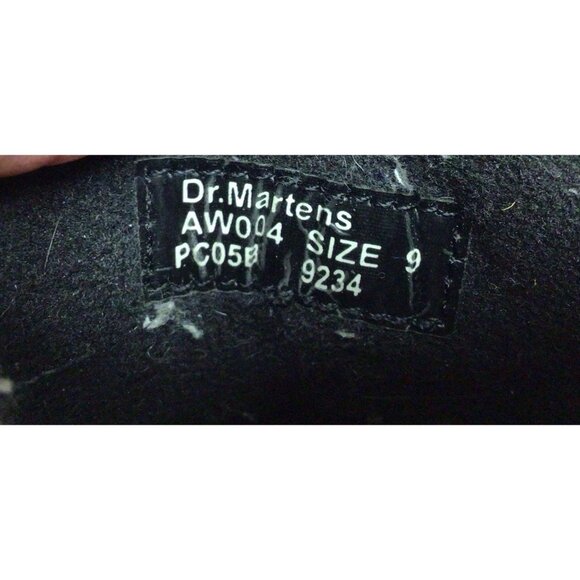 Dr.Martens
AW004 SIZE 9
PC05B 9234